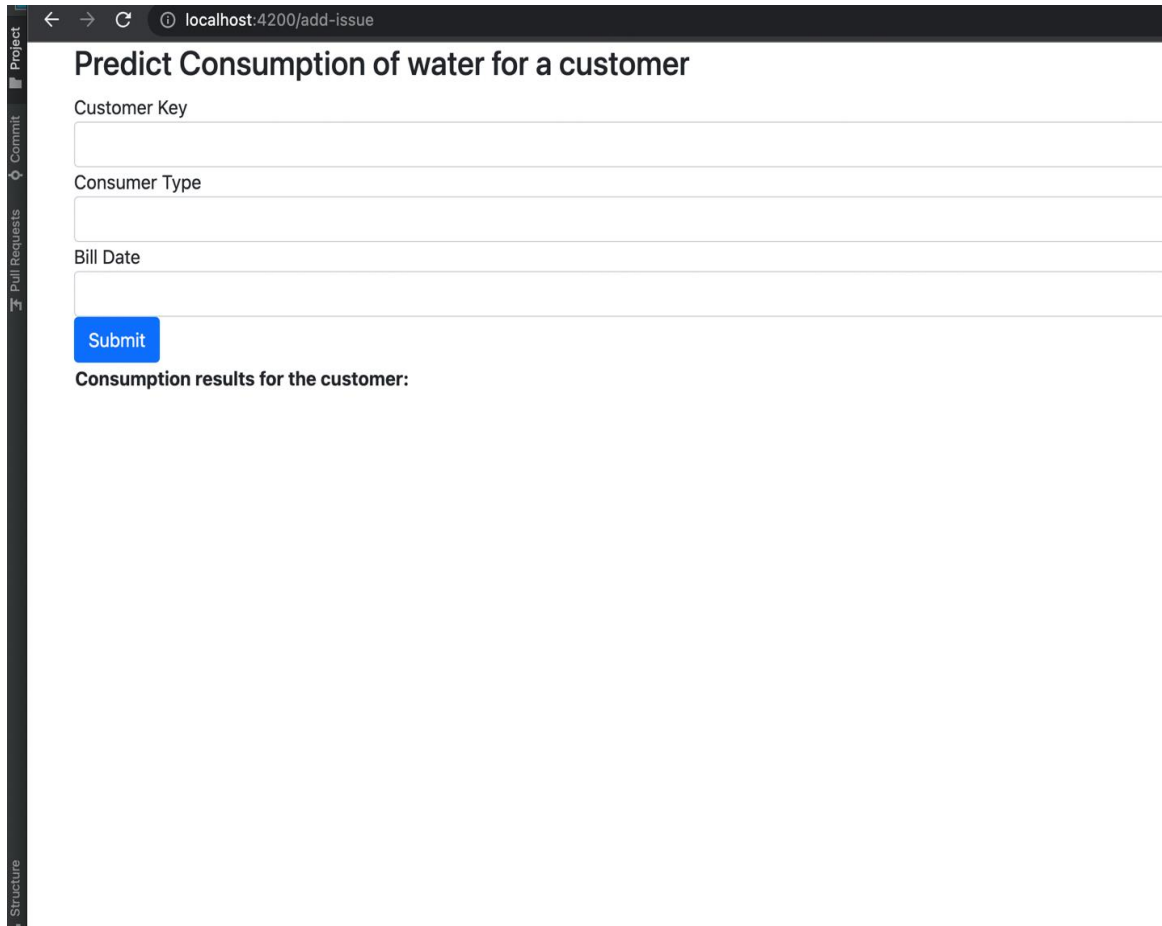 localhost:4200/add-issue
Project
Commit
Pull Requests
Structure
Predict Consumption of water for a customer
Customer Key
Consumer Type
Bill Date
Submit
Consumption results for the customer: